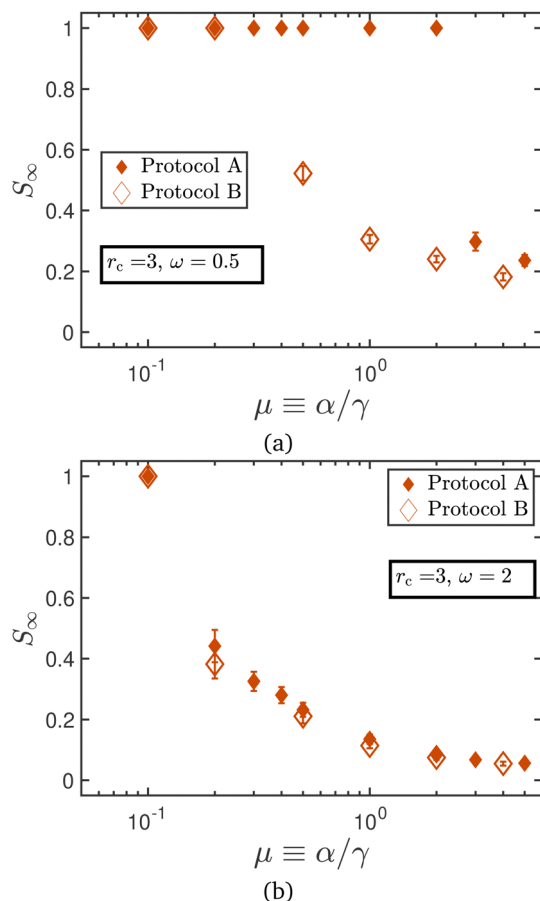 1
0.8
0.6
0.4
0.2
0
S∞
Protocol A
Protocol B
r_c =3, ω = 0.5
10^-1
10^0
μ ≡ α/γ
(a)
1
0.8
0.6
0.4
0.2
0
S∞
Protocol A
Protocol B
r_c =3, ω = 2
10^-1
10^0
μ ≡ α/γ
(b)